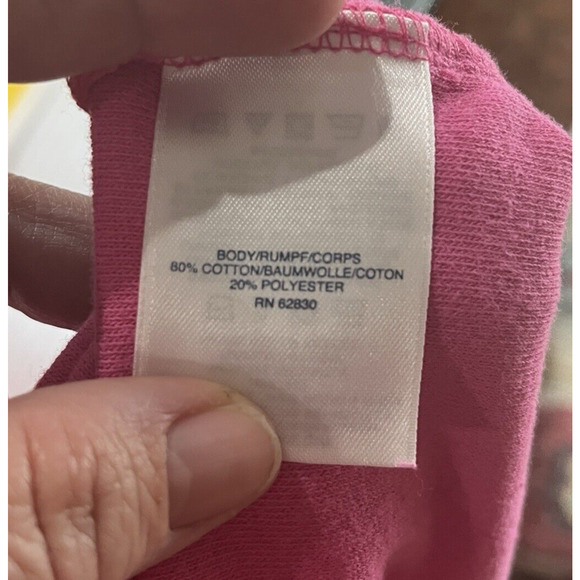 BODY/RUMPF/CORPS
80% COTTON/BAUMWOLLE/COTON
20% POLYESTER
RN 62830